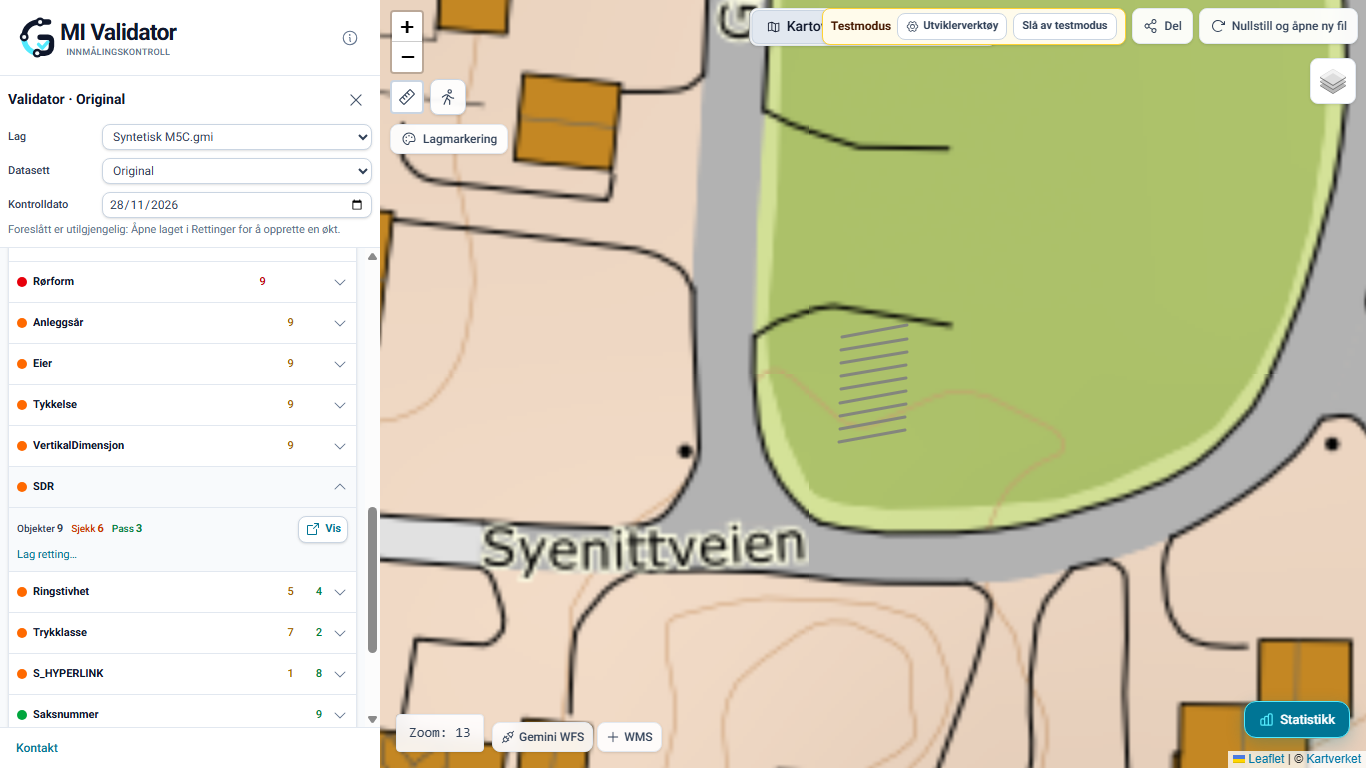 MI Validator
INNMÅLINGSKONTROLL
Validator · Original
Lag
Syntetisk M5C.gmi
Datasett
Original
Kontrolldato
28/11/2026
Foreslått er utilgjengelig: Åpne laget i Rettinger for å opprette en økt.
Rørform 9
Anleggsår 9
Eier 9
Tykkelse 9
VertikalDimensjon 9
SDR
Objekter 9 Sjekk 6 Pass 3
Vis
Lag retting...
Ringstivhet 5 4
Trykklasse 7 2
S_HYPERLINK 1 8
Saksnummer 9
Kontakt
+
−
Lagmarkering
Karto
Testmodus
Utviklerverktøy
Slå av testmodus
Del
Nullstill og åpne ny fil
G
Syenittveien
Zoom: 13
Gemini WFS
WMS
Statistikk
Leaflet | © Kartverket